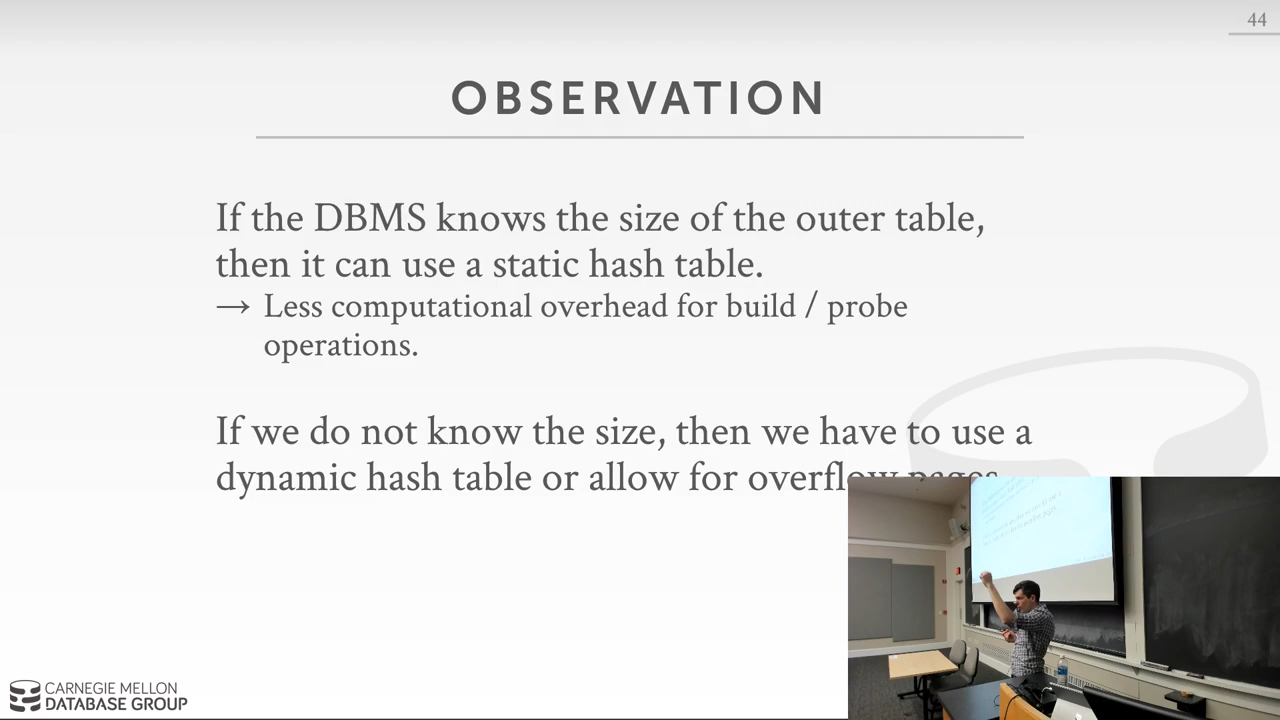 44
OBSERVATION
If the DBMS knows the size of the outer table,
then it can use a static hash table.
→ Less computational overhead for build / probe
operations.
If we do not know the size, then we have to use a
dynamic hash table or allow for overflow pages.
CARNEGIE MELLON
DATABASE GROUP